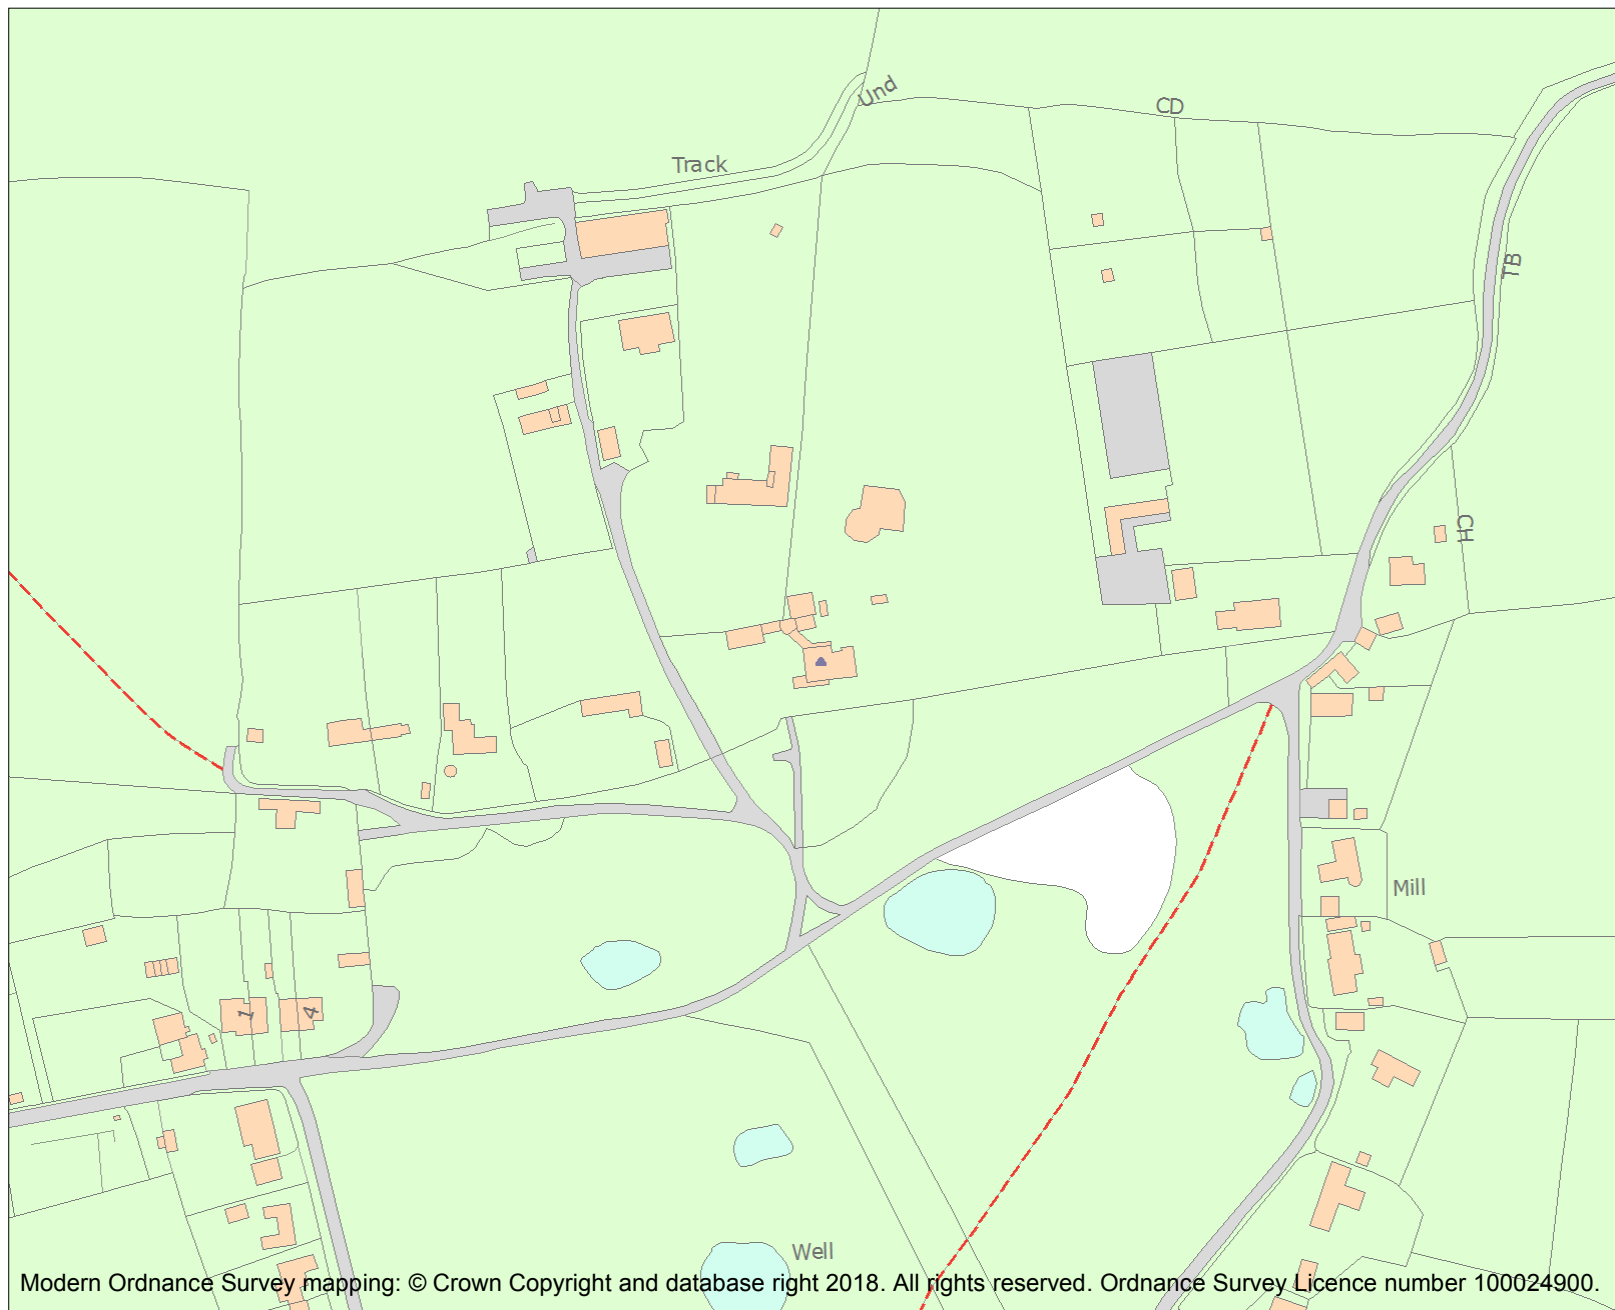 Und
CD
Track
TB
CH
Mill
1
4
Well
Modern Ordnance Survey mapping: © Crown Copyright and database right 2018. All rights reserved. Ordnance Survey Licence number 100024900.